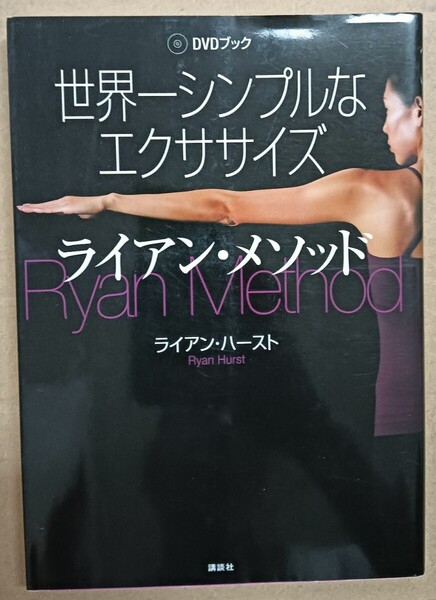 DVDブック
世界一シンプルな
エクササイズ
ライアン・メソッド
Ryan Method
ライアン・ハースト
Ryan Hurst
講談社